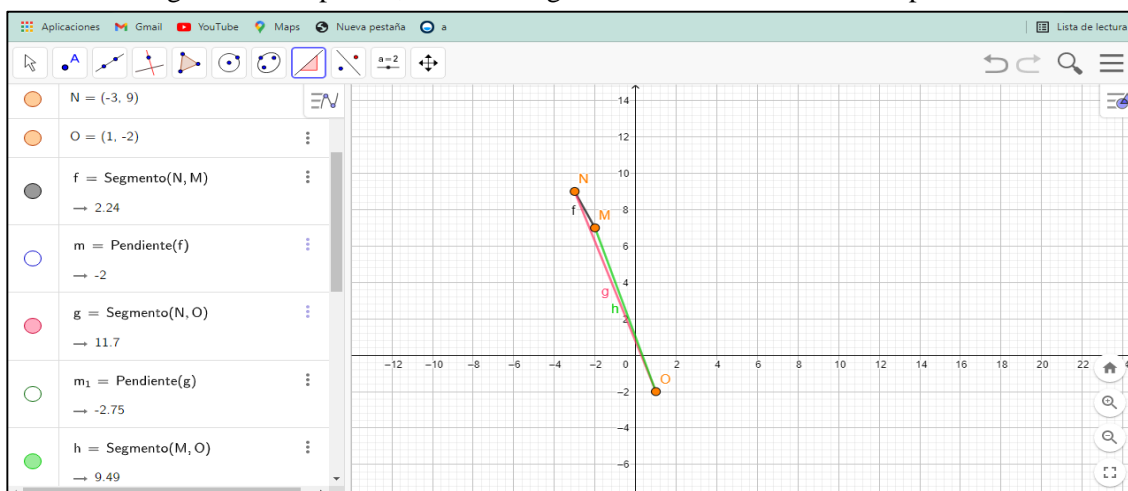 Aplicaciones Gmail YouTube Maps Nueva pestaña a Lista de lectura
A a=2
N = (-3, 9)
O = (1, -2)
f = Segmento(N, M)
→ 2.24
m = Pendiente(f)
→ -2
g = Segmento(N, O)
→ 11.7
m₁ = Pendiente(g)
→ -2.75
h = Segmento(M, O)
→ 9.49
14
12
10
N
f 8
M
6
4
g
h
2
−12 −10 −8 −6 −4 −2 0 2 4 6 8 10 12 14 16 18 20 22
O
−2
−4
−6